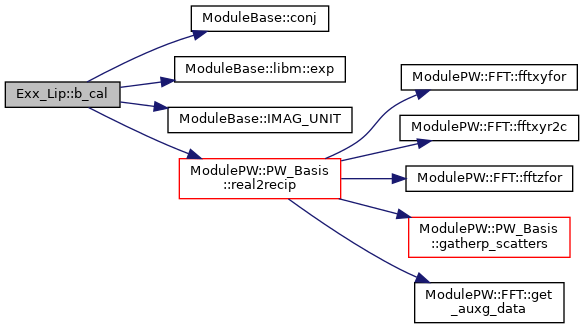 Exx_Lip::b_cal
ModuleBase::conj
ModuleBase::libm::exp
ModuleBase::IMAG_UNIT
ModulePW::PW_Basis
::real2recip
ModulePW::FFT::fftxyfor
ModulePW::FFT::fftxyr2c
ModulePW::FFT::fftzfor
ModulePW::PW_Basis
::gatherp_scatters
ModulePW::FFT::get
_auxg_data